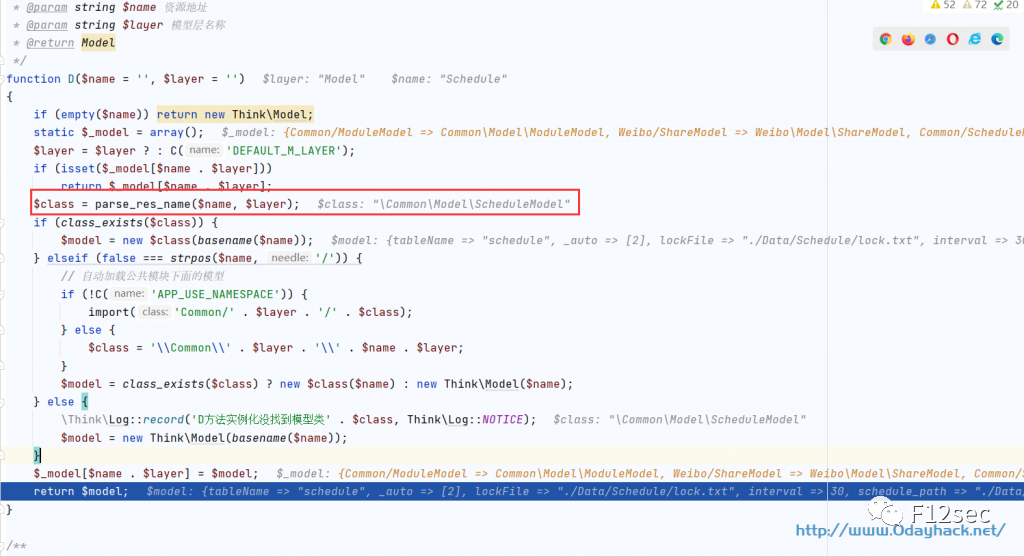 * @param string $name 资源地址 52 72 20
* @param string $layer 模型层名称
* @return Model
*/
function D($name = '', $layer = '') $layer: "Model" $name: "Schedule"
{
if (empty($name)) return new Think\Model;
static $_model = array(); $_model: {Common/ModuleModel => Common\Model\ModuleModel, Weibo/ShareModel => Weibo\Model\ShareModel, Common/Schedule
$layer = $layer ? : C( name: 'DEFAULT_M_LAYER');
if (isset($_model[$name . $layer]))
return $_model[$name . $layer];
$class = parse_res_name($name, $layer); $class: "\Common\Model\ScheduleModel"
if (class_exists($class)) {
$model = new $class(basename($name)); $model: {tableName => "schedule", _auto => [2], lockFile => "./Data/Schedule/lock.txt", interval => 30
} elseif (false === strpos($name, needle: '/')) {
// 自动加载公共模块下面的模型
if (!C( name: 'APP_USE_NAMESPACE')) {
import( class: 'Common/' . $layer . '/' . $class);
} else {
$class = '\\Common\\' . $layer . '\\' . $name . $layer;
}
$model = class_exists($class) ? new $class($name) : new Think\Model($name);
} else {
\Think\Log::record('D方法实例化没找到模型类' . $class, Think\Log::NOTICE); $class: "\Common\Model\ScheduleModel"
$model = new Think\Model(basename($name));
}
$_model[$name . $layer] = $model; $_model: {Common/ModuleModel => Common\Model\ModuleModel, Weibo/ShareModel => Weibo\Model\ShareModel, Common/S
return $model; $model: {tableName => "schedule", _auto => [2], lockFile => "./Data/Schedule/lock.txt", interval => 30, schedule_path => "./Data
}
F12sec
http://www.0dayhack.net/
/**